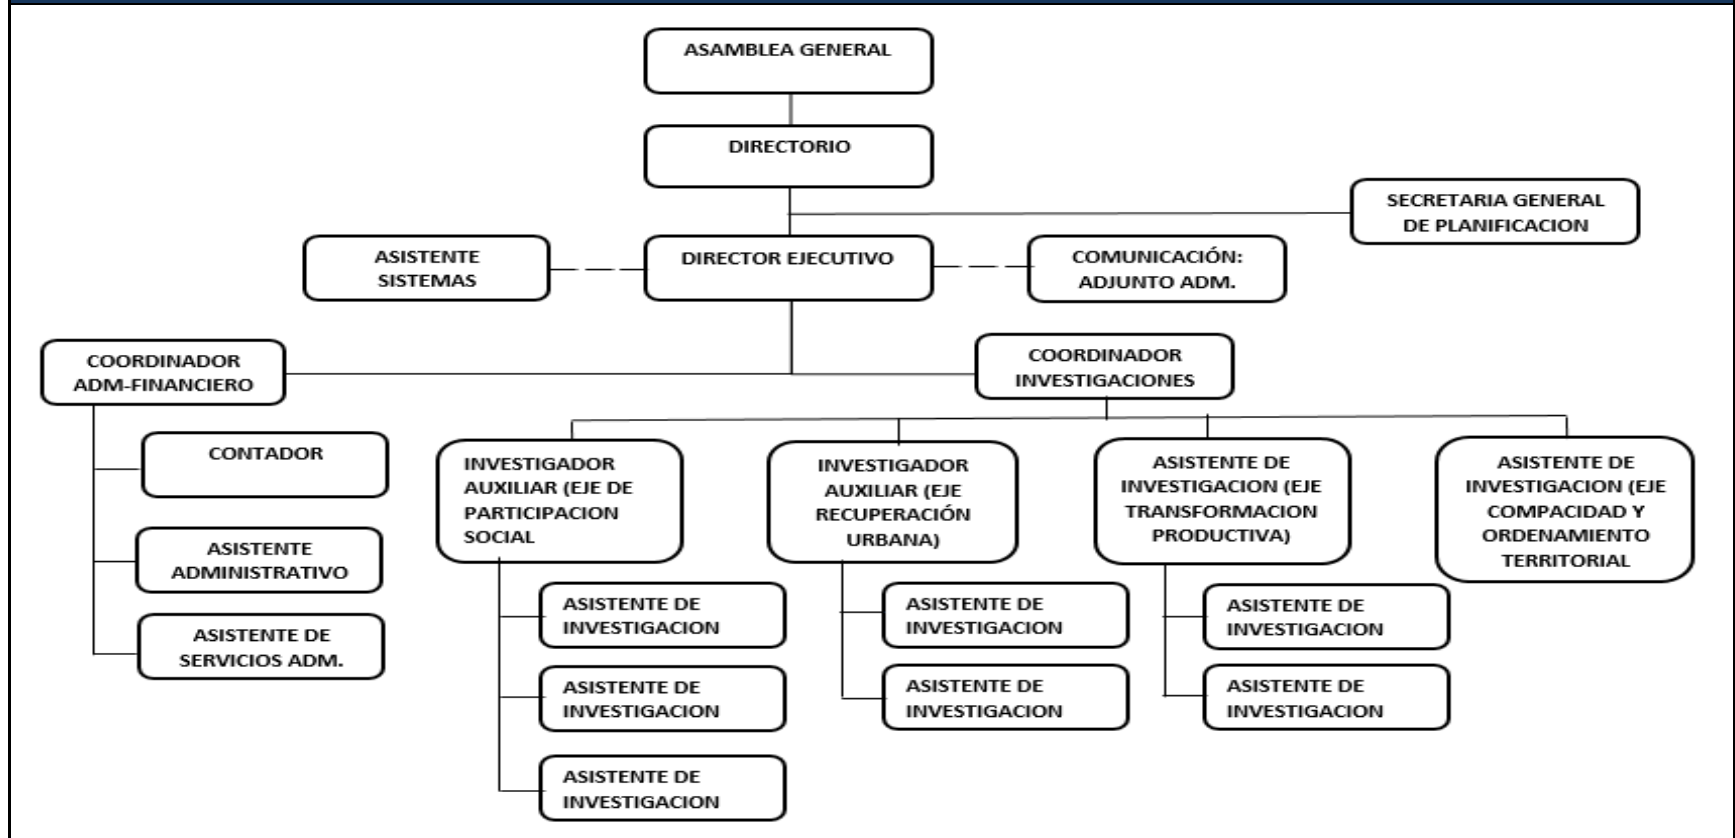 ASAMBLEA GENERAL
DIRECTORIO
SECRETARIA GENERAL
DE PLANIFICACION
ASISTENTE
SISTEMAS
DIRECTOR EJECUTIVO
COMUNICACIÓN:
ADJUNTO ADM.
COORDINADOR
ADM-FINANCIERO
COORDINADOR
INVESTIGACIONES
CONTADOR
ASISTENTE
ADMINISTRATIVO
ASISTENTE DE
SERVICIOS ADM.
INVESTIGADOR
AUXILIAR (EJE DE
PARTICIPACION
SOCIAL
INVESTIGADOR
AUXILIAR (EJE
RECUPERACIÓN
URBANA)
ASISTENTE DE
INVESTIGACION (EJE
TRANSFORMACION
PRODUCTIVA)
ASISTENTE DE
INVESTIGACION (EJE
COMPACIDAD Y
ORDENAMIENTO
TERRITORIAL
ASISTENTE DE
INVESTIGACION
ASISTENTE DE
INVESTIGACION
ASISTENTE DE
INVESTIGACION
ASISTENTE DE
INVESTIGACION
ASISTENTE DE
INVESTIGACION
ASISTENTE DE
INVESTIGACION
ASISTENTE DE
INVESTIGACION